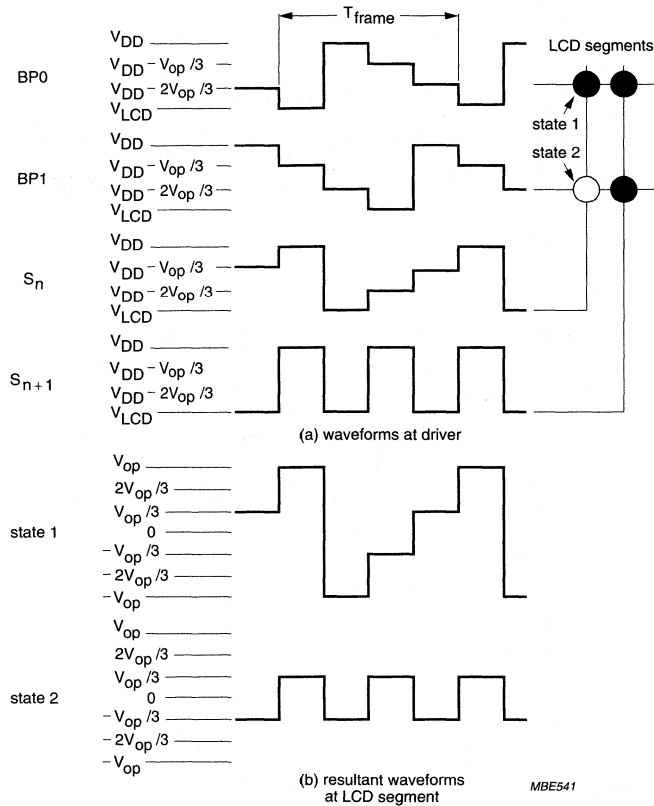 T frame
V DD
V DD – V op /3
V DD – 2V op /3
V LCD
BP0
LCD segments
state 1
V DD
V DD – V op /3
V DD – 2V op /3
V LCD
BP1
state 2
V DD
V DD – V op /3
V DD – 2V op /3
V LCD
S n
V DD
V DD – V op /3
V DD – 2V op /3
V LCD
S n + 1
(a) waveforms at driver
V op
2V op /3
V op /3
0
– V op /3
– 2V op /3
– V op
state 1
V op
2V op /3
V op /3
0
– V op /3
– 2V op /3
– V op
state 2
(b) resultant waveforms
at LCD segment
MBE541